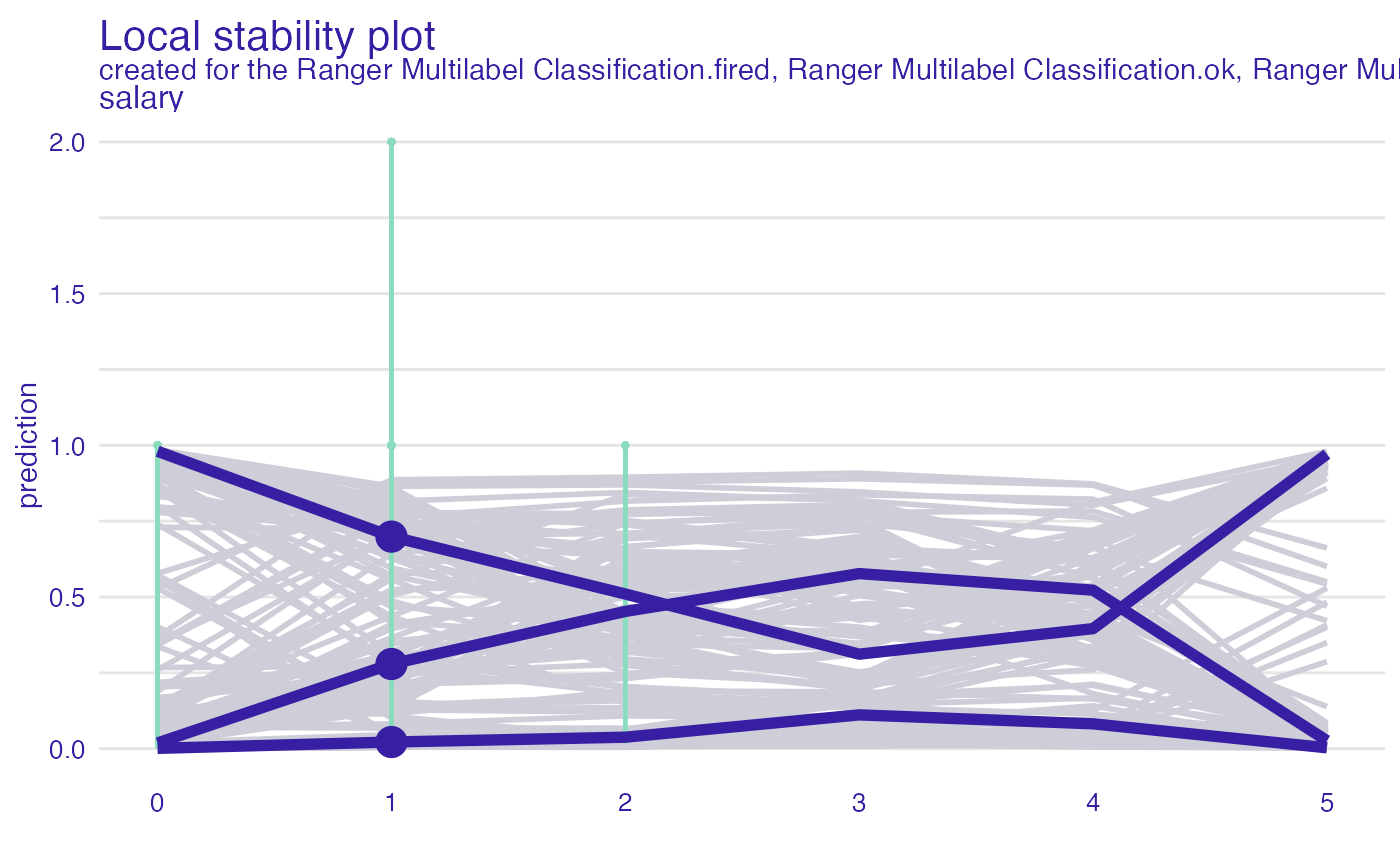 Local stability plot
created for the Ranger Multilabel Classification.fired, Ranger Multilabel Classification.ok, Ranger Mul
salary
2.0
1.5
1.0
0.5
0.0
prediction
0 1 2 3 4 5